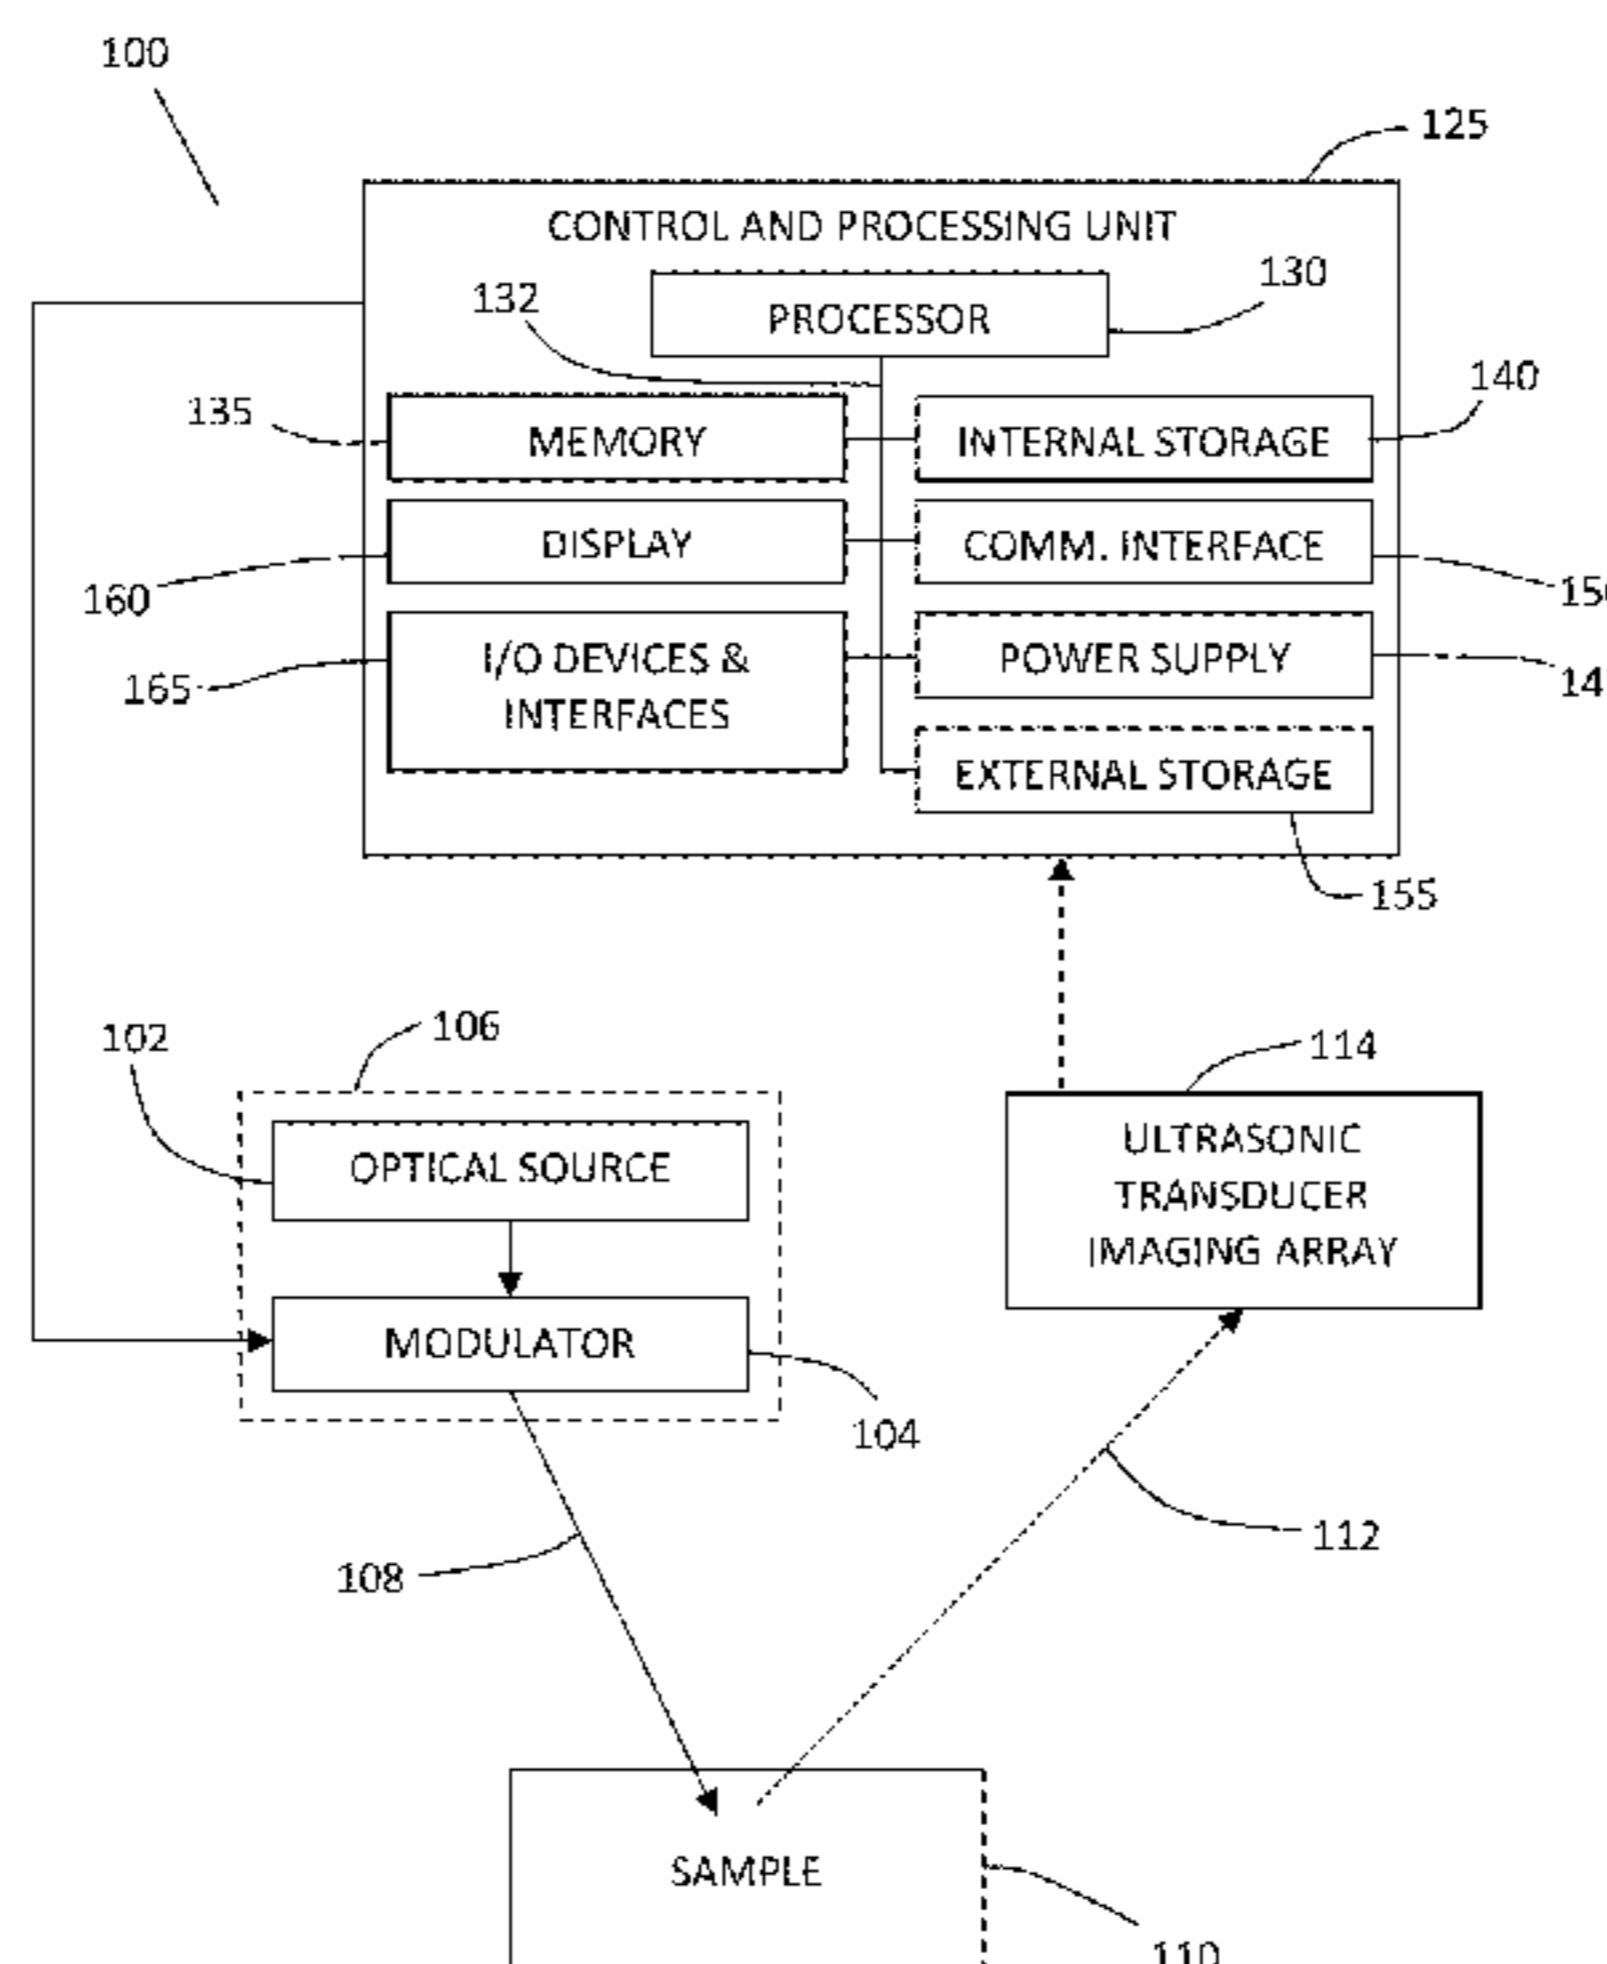 100
125
CONTROL AND PROCESSING UNIT
132
130
PROCESSOR
135
140
MEMORY
INTERNAL STORAGE
DISPLAY
COMM. INTERFACE
160
165
I/O DEVICES &
INTERFACES
POWER SUPPLY
EXTERNAL STORAGE
155
102
106
114
OPTICAL SOURCE
ULTRASONIC
TRANSDUCER
IMAGING ARRAY
MODULATOR
104
108
112
SAMPLE
110